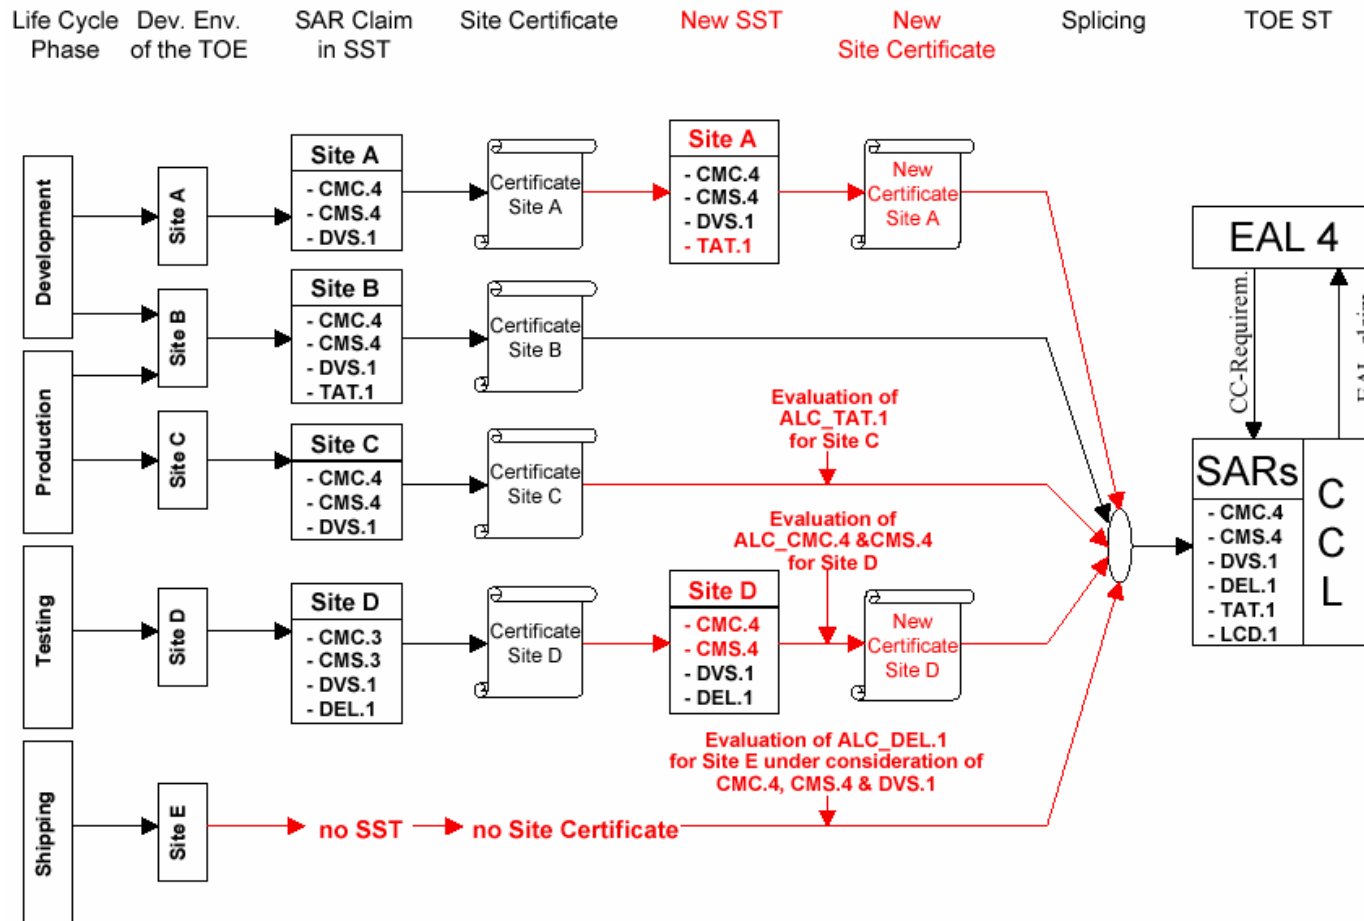 Life Cycle Phase
Dev. Env. of the TOE
SAR Claim in SST
Site Certificate
New SST
New Site Certificate
Splicing
TOE ST
Development
Production
Testing
Shipping
Site A
Site B
Site C
Site D
Site E
Site A
- CMC.4
- CMS.4
- DVS.1
Certificate
Site A
Site A
- CMC.4
- CMS.4
- DVS.1
- TAT.1
New
Certificate
Site A
Site B
- CMC.4
- CMS.4
- DVS.1
- TAT.1
Certificate
Site B
Site C
- CMC.4
- CMS.4
- DVS.1
Certificate
Site C
Evaluation of
ALC_TAT.1
for Site C
Site D
- CMC.3
- CMS.3
- DVS.1
- DEL.1
Certificate
Site D
Evaluation of
ALC_CMC.4 &CMS.4
for Site D
Site D
- CMC.4
- CMS.4
- DVS.1
- DEL.1
New
Certificate
Site D
no SST
no Site Certificate
Evaluation of ALC_DEL.1
for Site E under consideration of
CMC.4, CMS.4 & DVS.1
EAL 4
CC-Requirem.
SARs
- CMC.4
- CMS.4
- DVS.1
- DEL.1
- TAT.1
- LCD.1
C
C
L